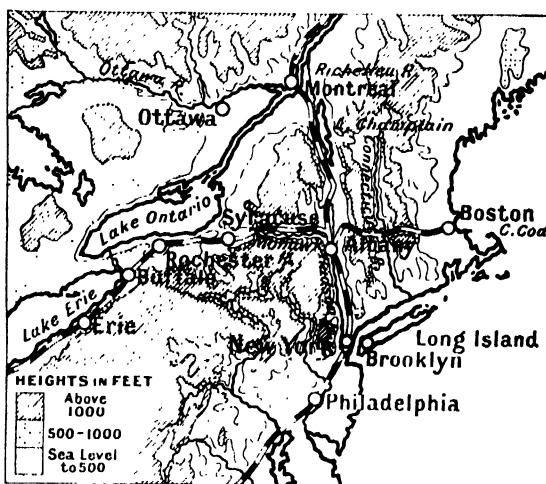 Ottawa R.
Richelieu R.
Montreal
Ottawa
L. Champlain
Connecticut R.
Lake Ontario
Syracuse
Boston
C. Cod
Mohawk R.
Albany
Rochester
Buffalo
Lake Erie
Erie
New York
Long Island
Brooklyn
Philadelphia
HEIGHTS IN FEET
Above
1000
500-1000
Sea Level
to 500